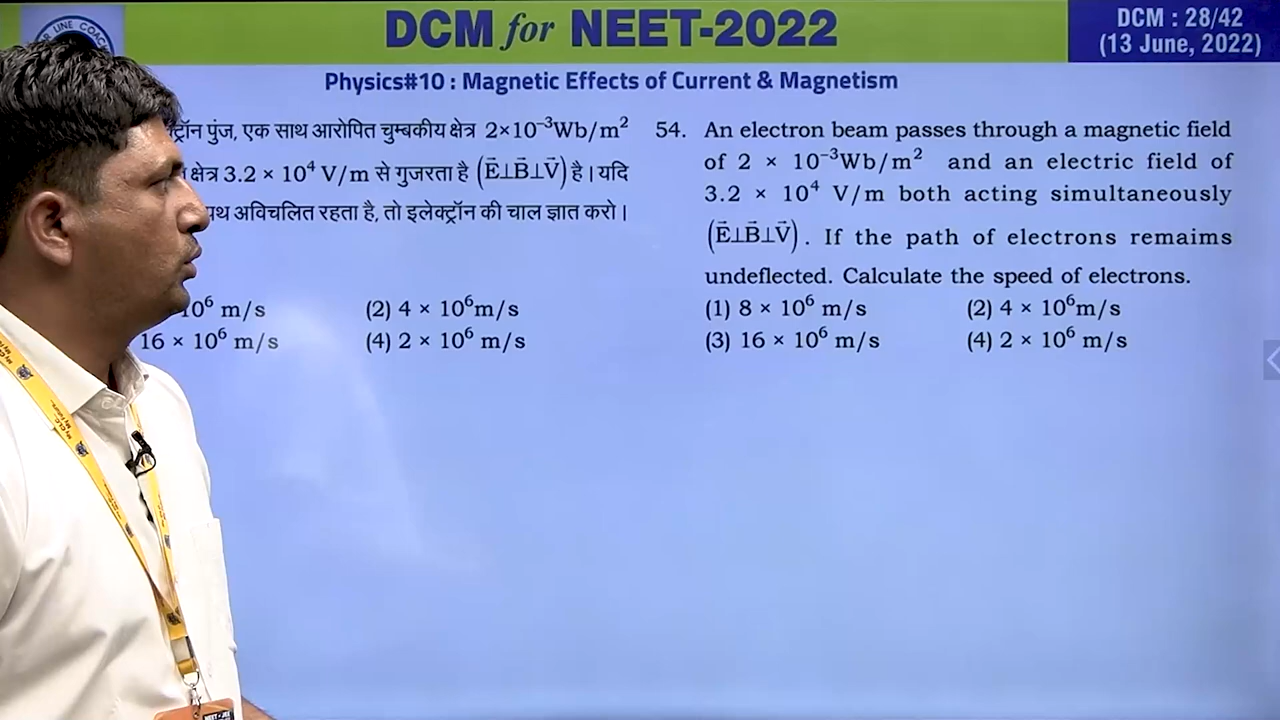 DCM for NEET-2022
DCM : 28/42
(13 June, 2022)
Physics#10 : Magnetic Effects of Current & Magnetism
पुंज, एक साथ आरोपित चुम्बकीय क्षेत्र 2×10⁻³Wb/m²
क्षेत्र 3.2 × 10⁴ V/m से गुजरता है (E⃗⊥B⃗⊥V⃗) है। यदि
अविचलित रहता है, तो इलेक्ट्रॉन की चाल ज्ञात करो।
10⁶ m/s
(2) 4 × 10⁶m/s
16 × 10⁶ m/s
(4) 2 × 10⁶ m/s
54. An electron beam passes through a magnetic field
of 2 × 10⁻³Wb/m² and an electric field of
3.2 × 10⁴ V/m both acting simultaneously
(E⃗⊥B⃗⊥V⃗). If the path of electrons remaims
undeflected. Calculate the speed of electrons.
(1) 8 × 10⁶ m/s
(2) 4 × 10⁶m/s
(3) 16 × 10⁶ m/s
(4) 2 × 10⁶ m/s